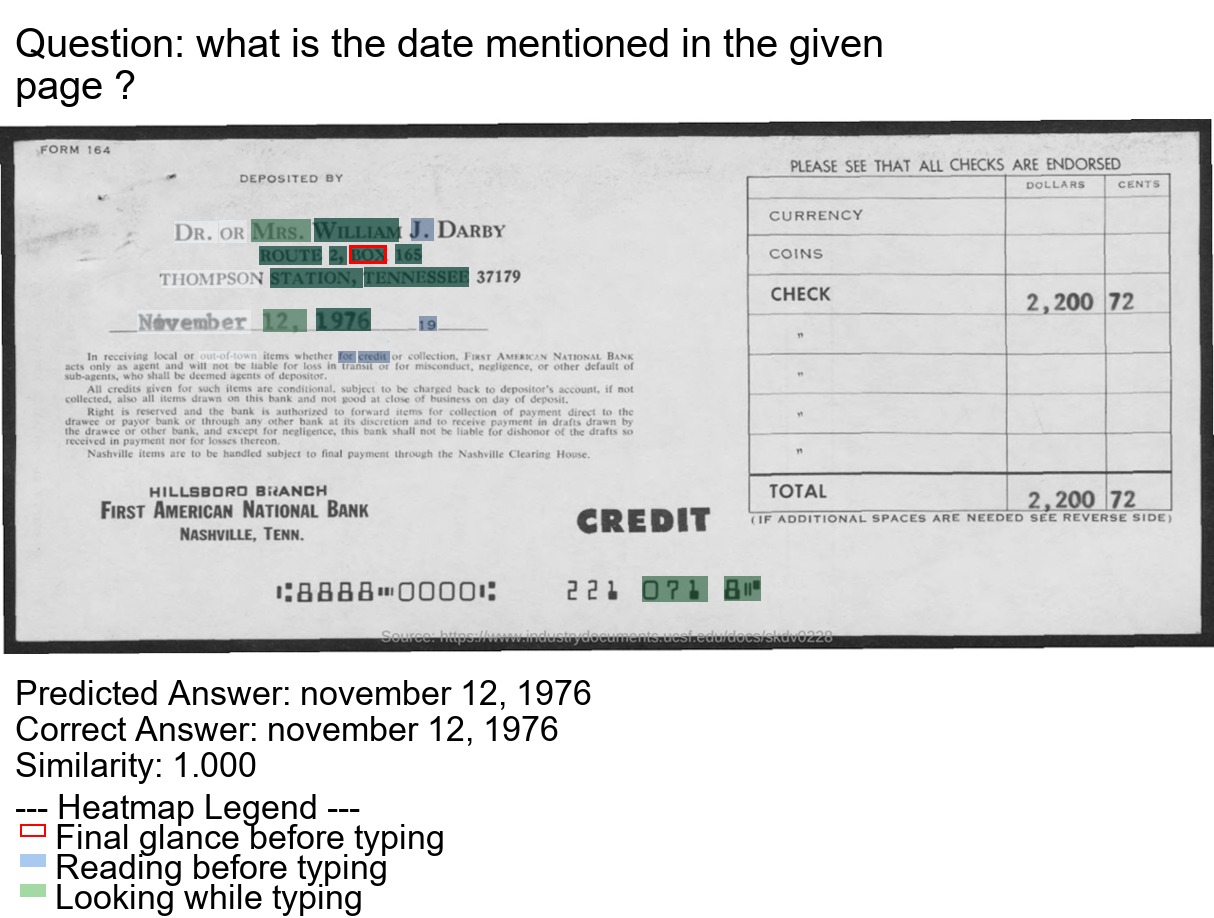 Question: what is the date mentioned in the given
page ?
FORM 164
DEPOSITED BY
DR. OR MRS. WILLIAM J. DARBY
ROUTE 2, BOX 165
THOMPSON STATION, TENNESSEE 37179
November 12, 1976 19
In receiving local or out-of-town items whether for credit or collection, FIRST AMERICAN NATIONAL BANK
acts only as agent and will not be liable for loss in transit or for misconduct, negligence, or other default of
sub-agents, who shall be deemed agents of depositor.
All credits given for such items are conditional, subject to be charged back to depositor's account, if not
collected, also all items drawn on this bank and not good at close of business on day of deposit.
Right is reserved and the bank is authorized to forward items for collection of payment direct to the
drawee or payor bank or through any other bank at its discretion and to receive payment in drafts drawn by
the drawee or other bank, and except for negligence, this bank shall not be liable for dishonor of the drafts so
received in payment nor for losses thereon.
Nashville items are to be handled subject to final payment through the Nashville Clearing House.
HILLSBORO BRANCH
FIRST AMERICAN NATIONAL BANK
NASHVILLE, TENN.
CREDIT
PLEASE SEE THAT ALL CHECKS ARE ENDORSED
DOLLARS CENTS
CURRENCY
COINS
CHECK 2,200 72
"
"
"
"
TOTAL 2,200 72
(IF ADDITIONAL SPACES ARE NEEDED SEE REVERSE SIDE)
⑆8888⑉0000⑆ 221 071 8⑈
Source: https://www.industrydocuments.ucsf.edu/docs/skdv0228
Predicted Answer: november 12, 1976
Correct Answer: november 12, 1976
Similarity: 1.000
--- Heatmap Legend ---
Final glance before typing
Reading before typing
Looking while typing